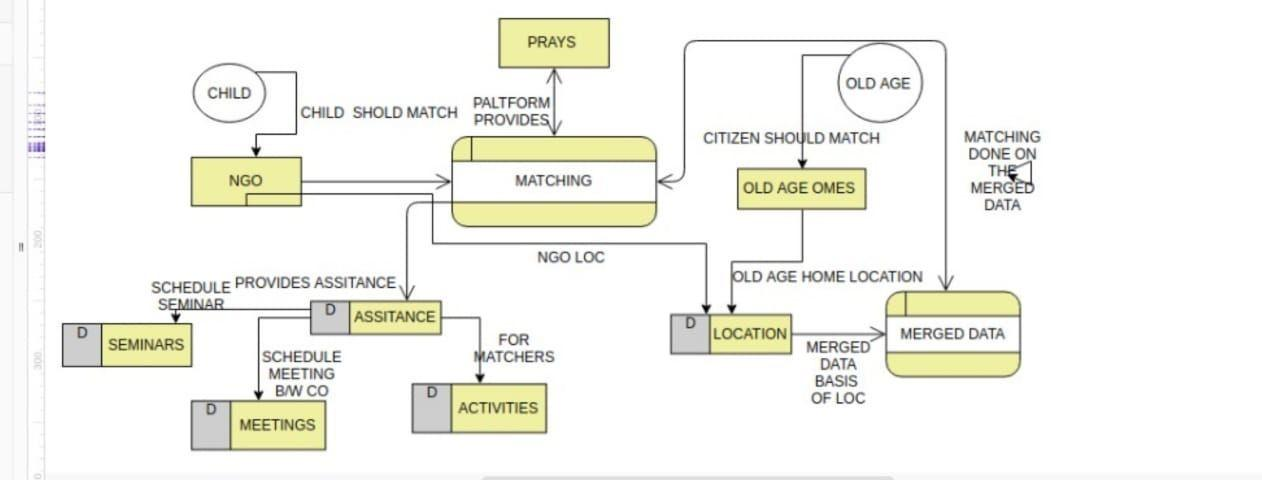 PRAYS
CHILD
OLD AGE
CHILD SHOLD MATCH
PALTFORM
PROVIDES
CITIZEN SHOULD MATCH
MATCHING
DONE ON
THE
MERGED
DATA
NGO
MATCHING
OLD AGE OMES
NGO LOC
OLD AGE HOME LOCATION
SCHEDULE
SEMINAR
PROVIDES ASSITANCE
D
ASSITANCE
D
SEMINARS
D
LOCATION
MERGED DATA
MERGED
DATA
BASIS
OF LOC
FOR
MATCHERS
SCHEDULE
MEETING
B/W CO
D
ACTIVITIES
D
MEETINGS
200
300